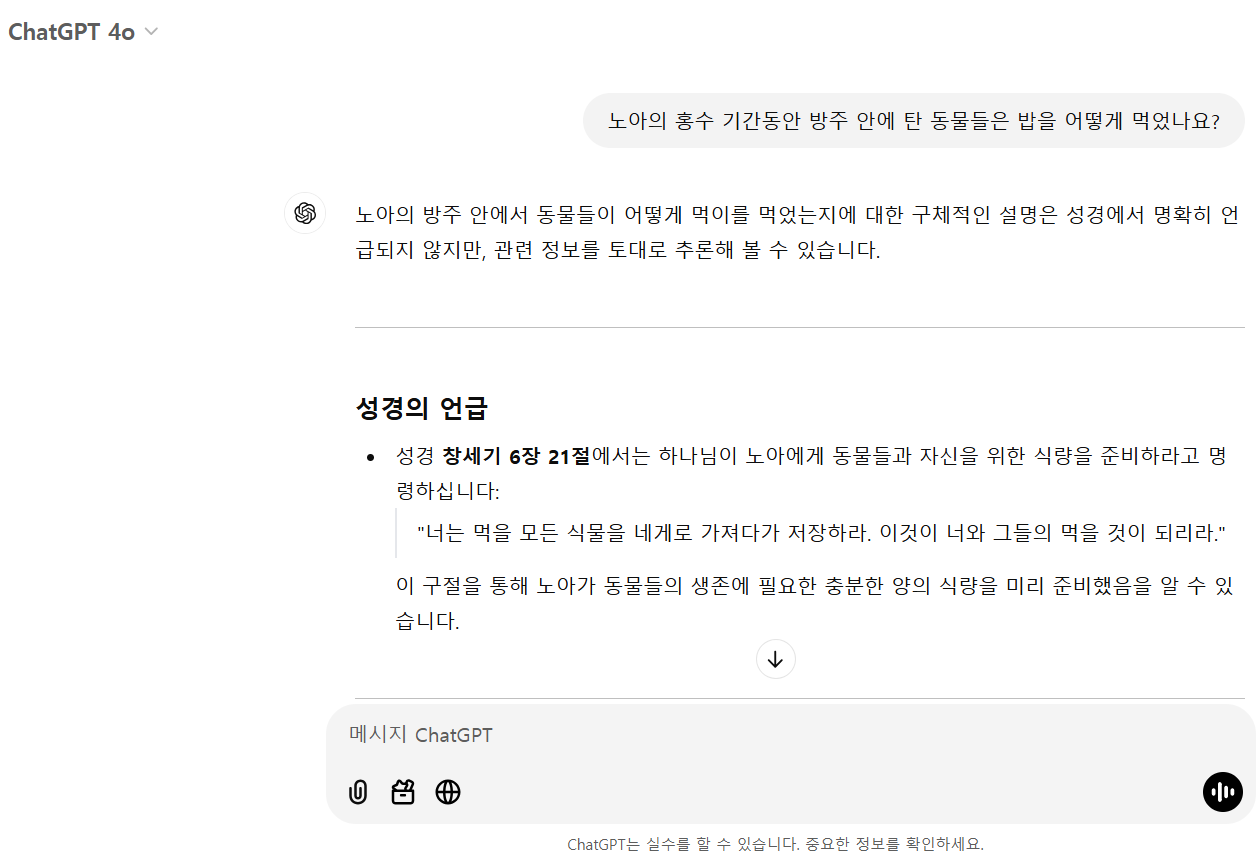 ChatGPT 4o
노아의 홍수 기간동안 방주 안에 탄 동물들은 밥을 어떻게 먹었나요?
노아의 방주 안에서 동물들이 어떻게 먹이를 먹었는지에 대한 구체적인 설명은 성경에서 명확히 언
급되지 않지만, 관련 정보를 토대로 추론해 볼 수 있습니다.
성경의 언급
• 성경 창세기 6장 21절에서는 하나님이 노아에게 동물들과 자신을 위한 식량을 준비하라고 명
령하십니다:
"너는 먹을 모든 식물을 네게로 가져다가 저장하라. 이것이 너와 그들의 먹을 것이 되리라."
이 구절을 통해 노아가 동물들의 생존에 필요한 충분한 양의 식량을 미리 준비했음을 알 수 있
습니다.
메시지 ChatGPT
ChatGPT는 실수를 할 수 있습니다. 중요한 정보를 확인하세요.